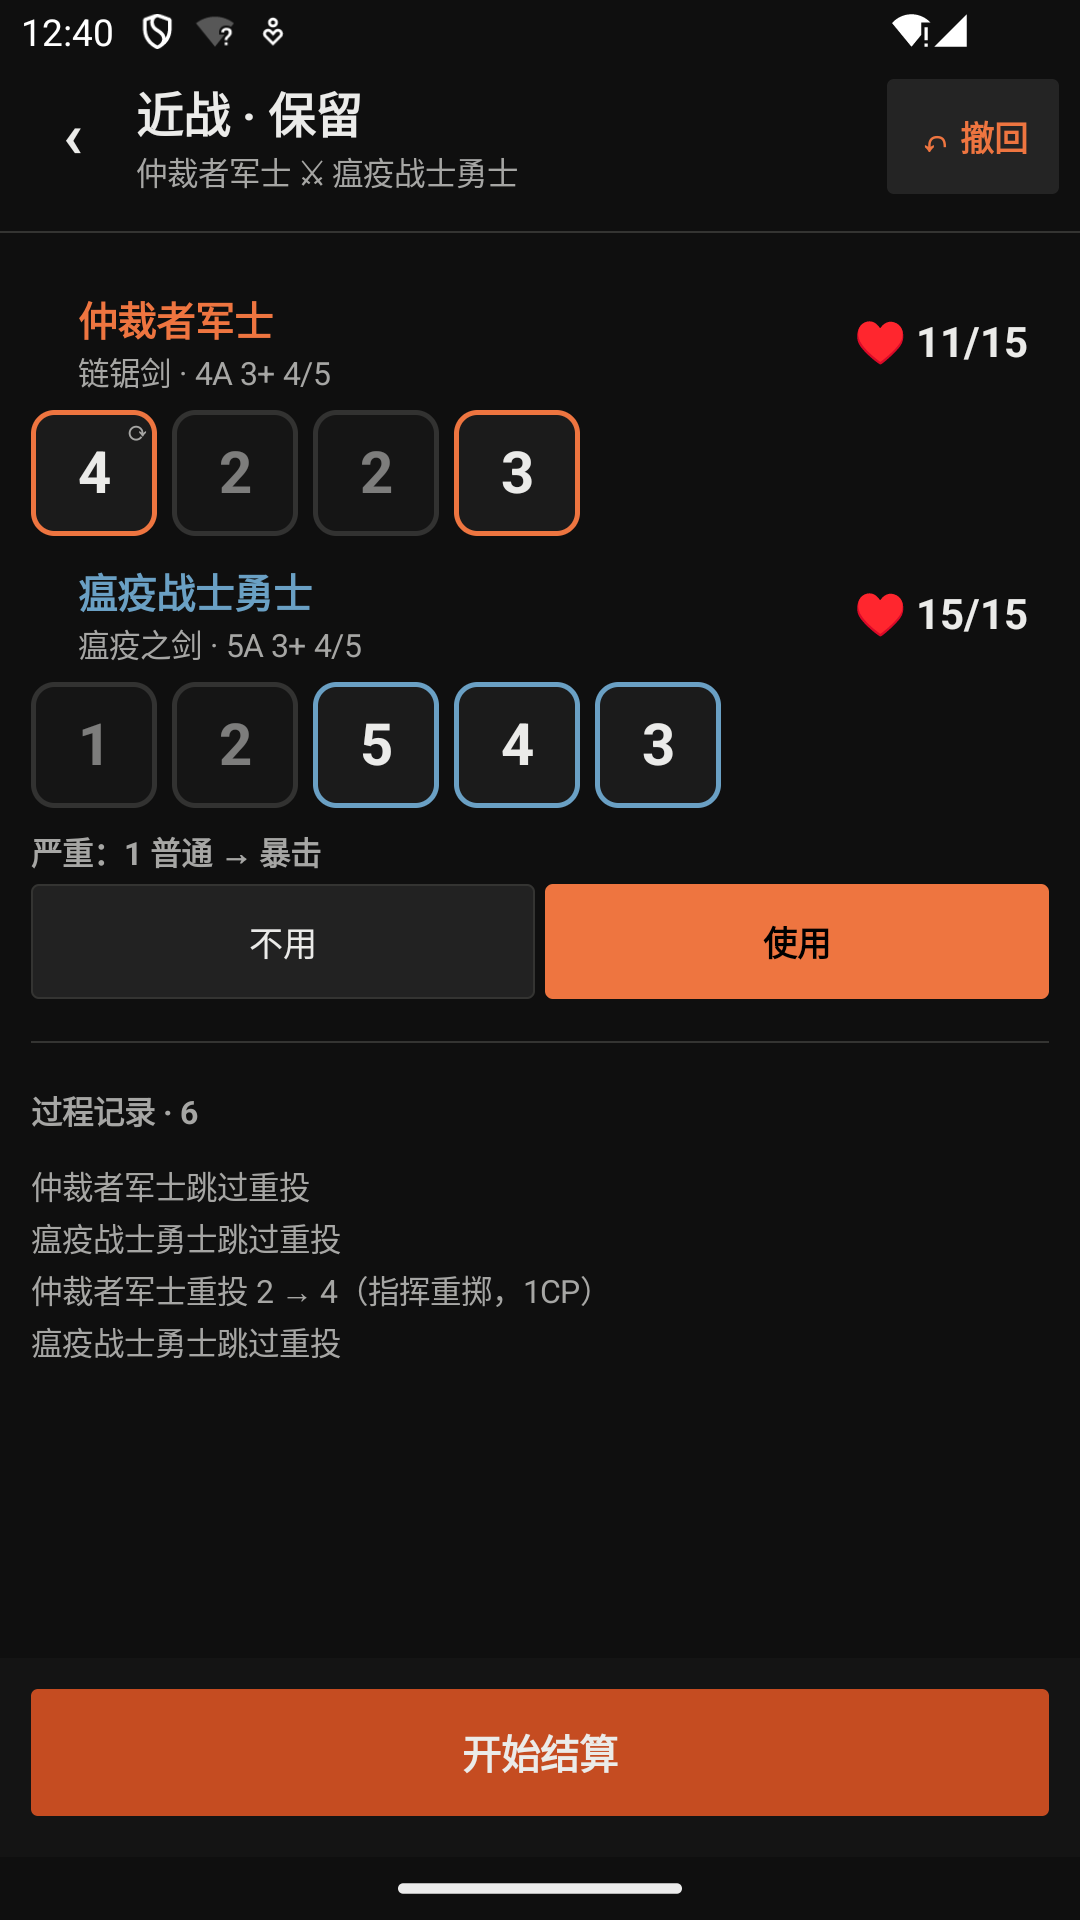 12:40
近战 · 保留
仲裁者军士 ⚔ 瘟疫战士勇士
撤回
仲裁者军士
链锯剑 · 4A 3+ 4/5
11/15
4 2 2 3
瘟疫战士勇士
瘟疫之剑 · 5A 3+ 4/5
15/15
1 2 5 4 3
严重：1 普通 → 暴击
不用
使用
过程记录 · 6
仲裁者军士跳过重投
瘟疫战士勇士跳过重投
仲裁者军士重投 2 → 4（指挥重掷，1CP）
瘟疫战士勇士跳过重投
开始结算